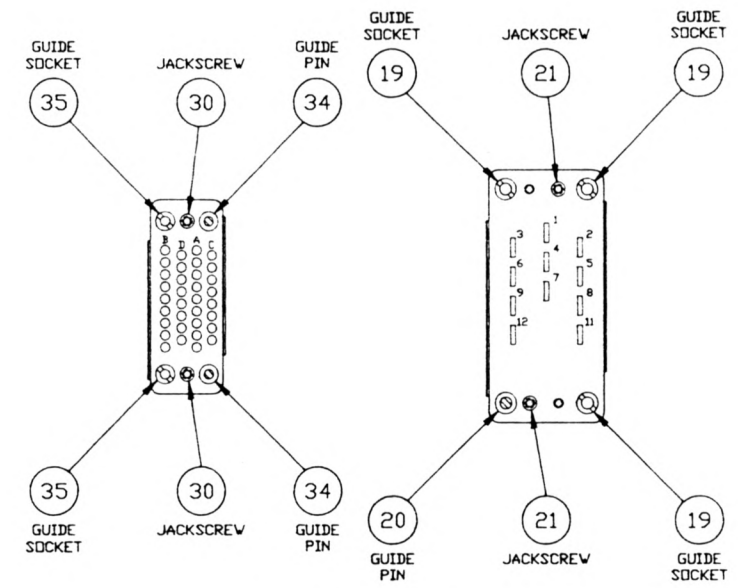 GUIDE
SOCKET
JACKSCREW
GUIDE
PIN
35
30
34
B
D
A
C
35
30
34
GUIDE
SOCKET
JACKSCREW
GUIDE
PIN
GUIDE
SOCKET
JACKSCREW
GUIDE
SOCKET
19
21
19
1
3
2
4
6
5
7
9
8
12
11
20
21
19
GUIDE
PIN
JACKSCREW
GUIDE
SOCKET